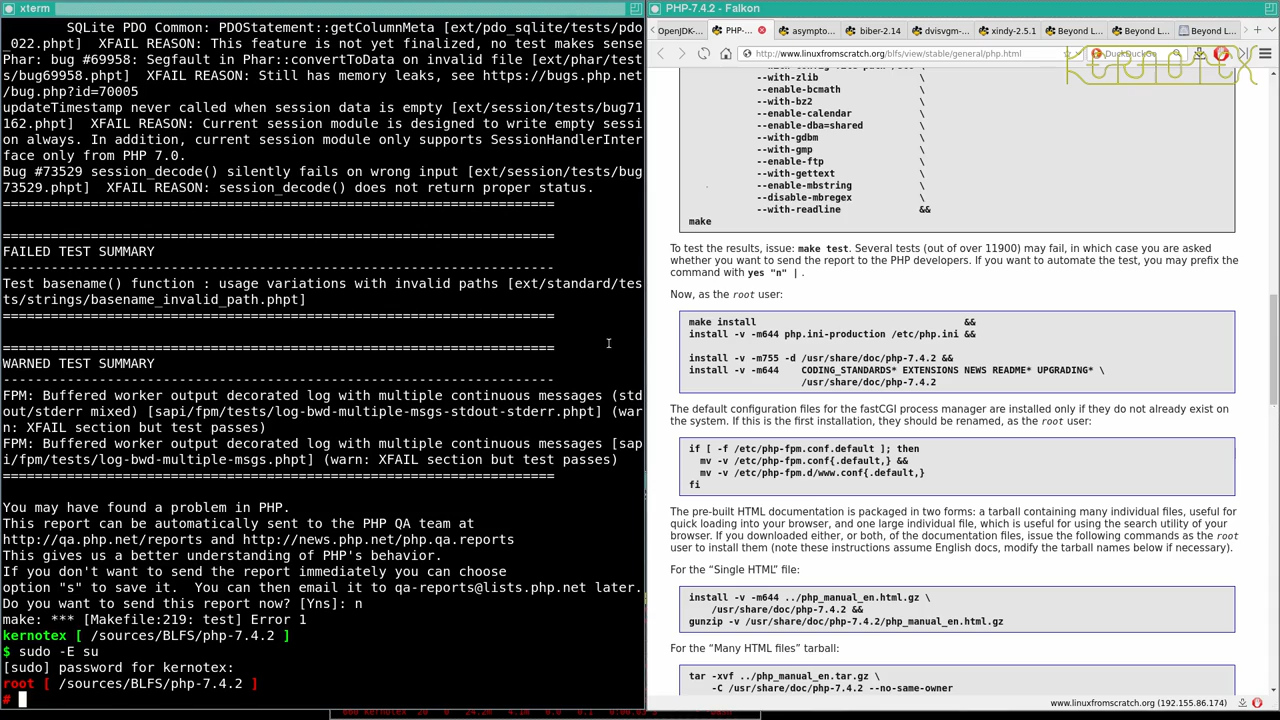 xterm
SQLite PDO Common: PDOStatement::getColumnMeta [ext/pdo_sqlite/tests/pdo
_022.phpt]  XFAIL REASON: This feature is not yet finalized, no test makes sense
Phar: bug #69958: Segfault in Phar::convertToData on invalid file [ext/phar/test
s/bug69958.phpt]  XFAIL REASON: Still has memory leaks, see https://bugs.php.net
/bug.php?id=70005
updateTimestamp never called when session data is empty [ext/session/tests/bug71
162.phpt]  XFAIL REASON: Current session module is designed to write empty sessi
on always. In addition, current session module only supports SessionHandlerInter
face only from PHP 7.0.
Bug #73529 session_decode() silently fails on wrong input [ext/session/tests/bug
73529.phpt]  XFAIL REASON: session_decode() does not return proper status.
=====================================================================
=====================================================================
FAILED TEST SUMMARY
---------------------------------------------------------------------
Test basename() function : usage variations with invalid paths [ext/standard/tes
ts/strings/basename_invalid_path.phpt]
=====================================================================
=====================================================================
WARNED TEST SUMMARY
---------------------------------------------------------------------
FPM: Buffered worker output decorated log with multiple continuous messages (std
out/stderr mixed) [sapi/fpm/tests/log-bwd-multiple-msgs-stdout-stderr.phpt] (war
n: XFAIL section but test passes)
FPM: Buffered worker output decorated log with multiple continuous messages [sap
i/fpm/tests/log-bwd-multiple-msgs.phpt] (warn: XFAIL section but test passes)
=====================================================================
You may have found a problem in PHP.
This report can be automatically sent to the PHP QA team at
http://qa.php.net/reports and http://news.php.net/php.qa.reports
This gives us a better understanding of PHP's behavior.
If you don't want to send the report immediately you can choose
option "s" to save it.  You can then email it to qa-reports@lists.php.net later.
Do you want to send this report now? [Yns]: n
make: *** [Makefile:219: test] Error 1
kernotex [ /sources/BLFS/php-7.4.2 ]
$ sudo -E su
[sudo] password for kernotex:
root [ /sources/BLFS/php-7.4.2 ]
#
PHP-7.4.2 - Falkon
OpenJDK- PHP-... asympto... biber-2.14 dvisvgm-... xindy-2.5.1 Beyond L... Beyond L... Beyond L
http://www.linuxfromscratch.org/blfs/view/stable/general/php.html
DuckDuckGo
KERNOTEX
--with-zlib \
--enable-bcmath \
--with-bz2 \
--enable-calendar \
--enable-dba=shared \
--with-gdbm \
--with-gmp \
--enable-ftp \
--with-gettext \
--enable-mbstring \
--disable-mbregex \
--with-readline &&
make
To test the results, issue: make test. Several tests (out of over 11900) may fail, in which case you are asked
whether you want to send the report to the PHP developers. If you want to automate the test, you may prefix the
command with yes "n" | .
Now, as the root user:
make install &&
install -v -m644 php.ini-production /etc/php.ini &&
install -v -m755 -d /usr/share/doc/php-7.4.2 &&
install -v -m644    CODING_STANDARDS* EXTENSIONS NEWS README* UPGRADING* \
/usr/share/doc/php-7.4.2
The default configuration files for the fastCGI process manager are installed only if they do not already exist on
the system. If this is the first installation, they should be renamed, as the root user:
if [ -f /etc/php-fpm.conf.default ]; then
mv -v /etc/php-fpm.conf{.default,} &&
mv -v /etc/php-fpm.d/www.conf{.default,}
fi
The pre-built HTML documentation is packaged in two forms: a tarball containing many individual files, useful for
quick loading into your browser, and one large individual file, which is useful for using the search utility of your
browser. If you downloaded either, or both, of the documentation files, issue the following commands as the root
user to install them (note these instructions assume English docs, modify the tarball names below if necessary).
For the “Single HTML” file:
install -v -m644 ../php_manual_en.html.gz \
/usr/share/doc/php-7.4.2 &&
gunzip -v /usr/share/doc/php-7.4.2/php_manual_en.html.gz
For the “Many HTML files” tarball:
tar -xvf ../php_manual_en.tar.gz \
-C /usr/share/doc/php-7.4.2 --no-same-owner
www.linuxfromscratch.org (192.155.86.174)